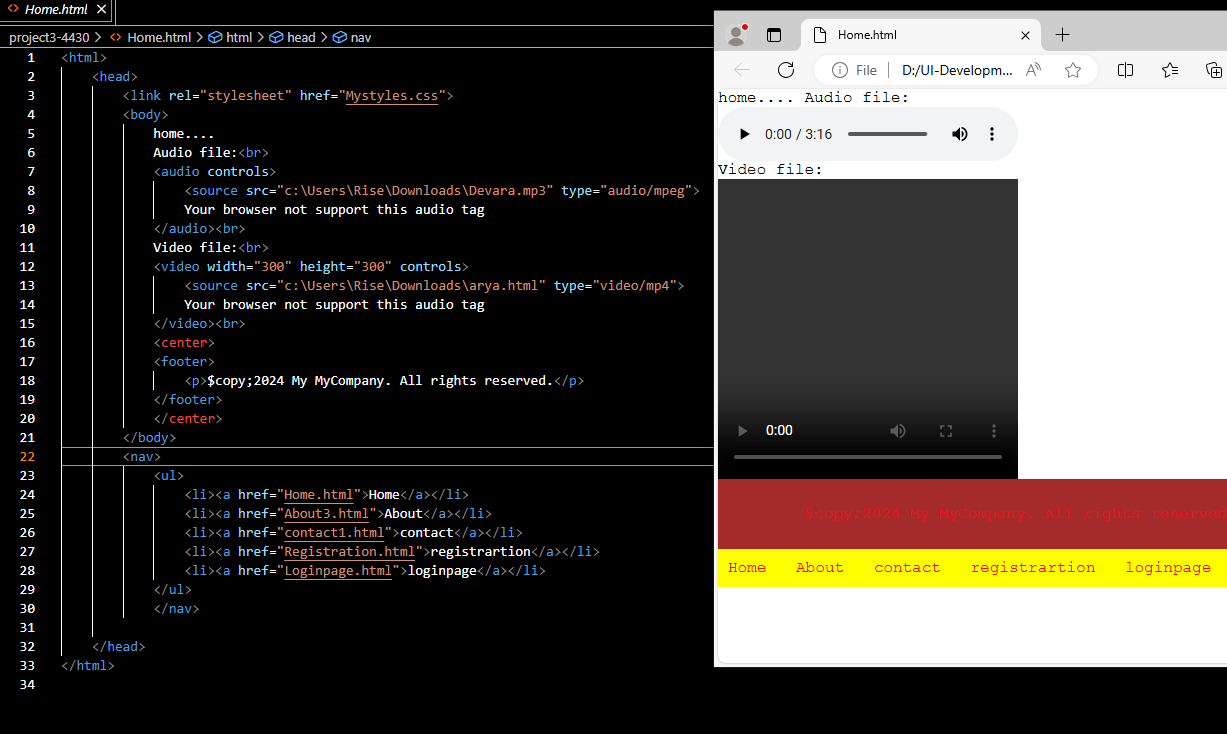 Home.html
project3-4430 > Home.html > html > head > nav
1 <html>
2 <head>
3 <link rel="stylesheet" href="Mystyles.css">
4 <body>
5 home....
6 Audio file:<br>
7 <audio controls>
8 <source src="c:\Users\Rise\Downloads\Devara.mp3" type="audio/mpeg">
9 Your browser not support this audio tag
10 </audio><br>
11 Video file:<br>
12 <video width="300" height="300" controls>
13 <source src="c:\Users\Rise\Downloads\arya.html" type="video/mp4">
14 Your browser not support this audio tag
15 </video><br>
16 <center>
17 <footer>
18 <p>$copy;2024 My MyCompany. All rights reserved.</p>
19 </footer>
20 </center>
21 </body>
22 <nav>
23 <ul>
24 <li><a href="Home.html">Home</a></li>
25 <li><a href="About3.html">About</a></li>
26 <li><a href="contact1.html">contact</a></li>
27 <li><a href="Registration.html">registrartion</a></li>
28 <li><a href="Loginpage.html">loginpage</a></li>
29 </ul>
30 </nav>
31
32 </head>
33 </html>
34
Home.html
File D:/UI-Developm...
home.... Audio file:
0:00 / 3:16
Video file:
0:00
$copy;2024 My MyCompany. All rights reserved
Home About contact registrartion loginpage